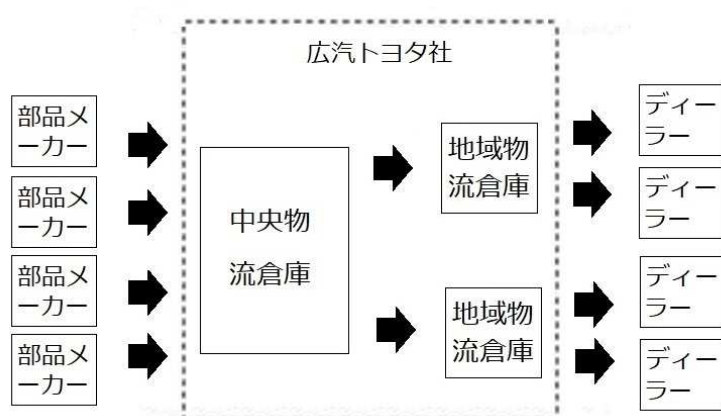 広汽トヨタ社
部品メ
ーカー
部品メ
ーカー
部品メ
ーカー
部品メ
ーカー
中央物
流倉庫
地域物
流倉庫
地域物
流倉庫
ディー
ラー
ディー
ラー
ディー
ラー
ディー
ラー